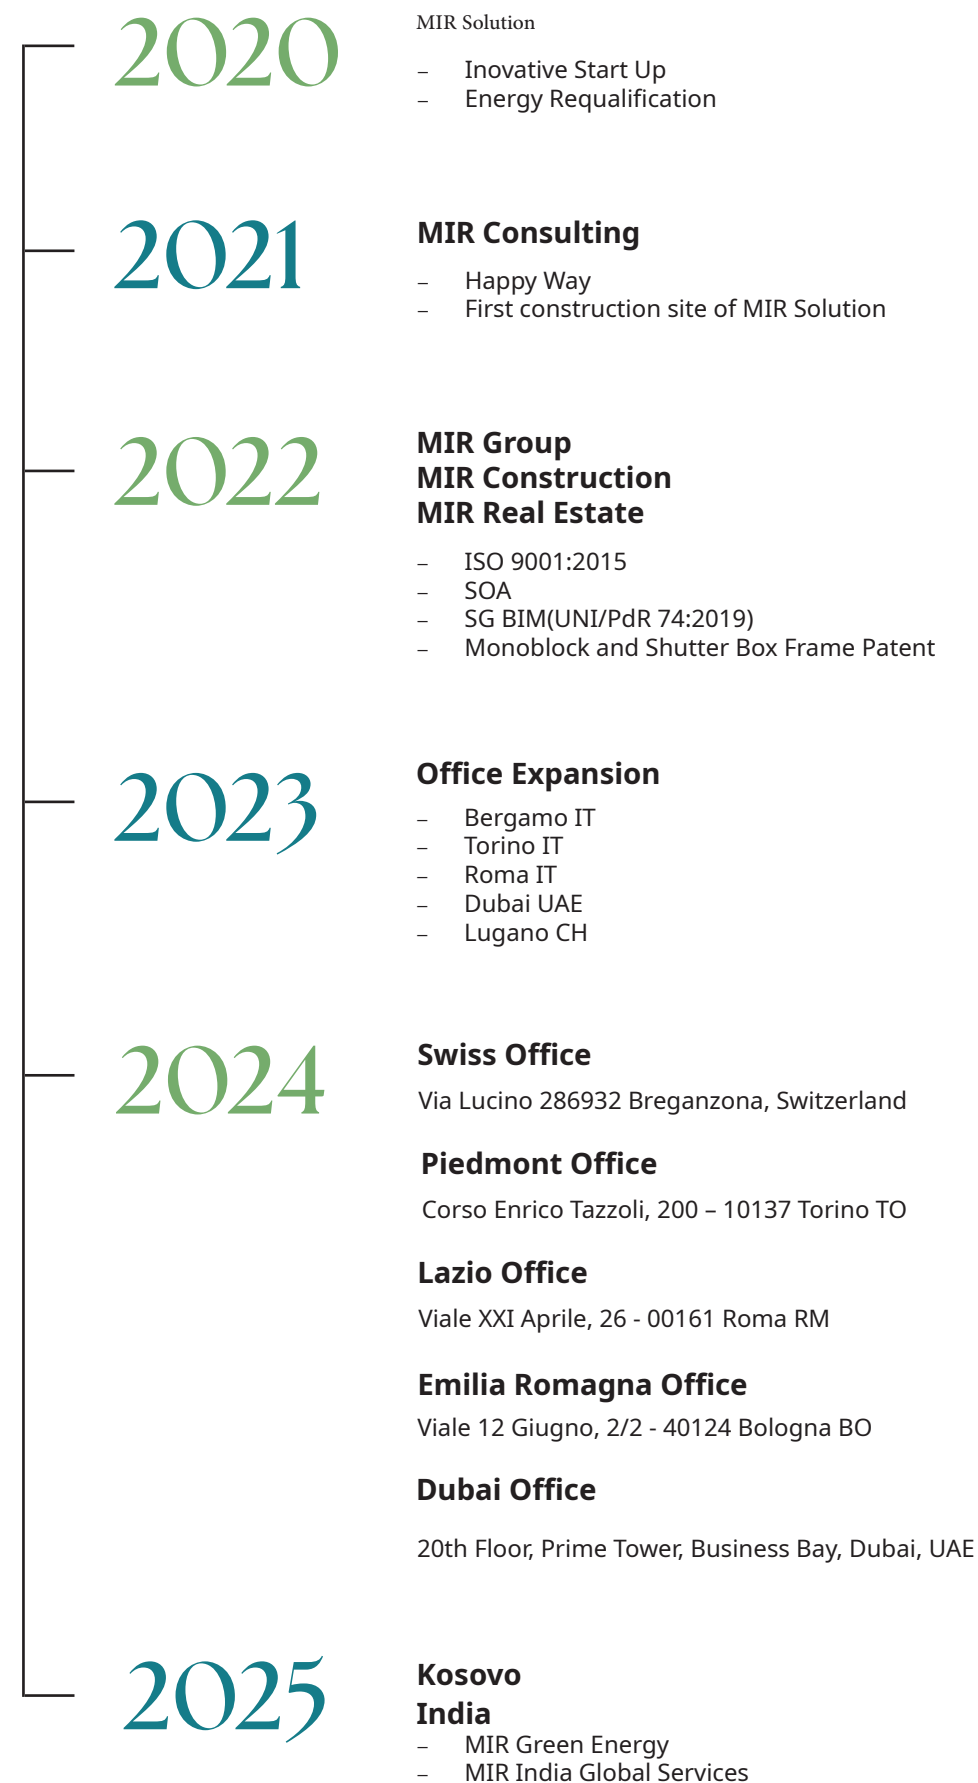 2020
MIR Solution
– Inovative Start Up
– Energy Requalification
2021
MIR Consulting
– Happy Way
– First construction site of MIR Solution
2022
MIR Group
MIR Construction
MIR Real Estate
– ISO 9001:2015
– SOA
– SG BIM(UNI/PdR 74:2019)
– Monoblock and Shutter Box Frame Patent
2023
Office Expansion
– Bergamo IT
– Torino IT
– Roma IT
– Dubai UAE
– Lugano CH
2024
Swiss Office
Via Lucino 286932 Breganzona, Switzerland
Piedmont Office
Corso Enrico Tazzoli, 200 – 10137 Torino TO
Lazio Office
Viale XXI Aprile, 26 - 00161 Roma RM
Emilia Romagna Office
Viale 12 Giugno, 2/2 - 40124 Bologna BO
Dubai Office
20th Floor, Prime Tower, Business Bay, Dubai, UAE
2025
Kosovo
India
– MIR Green Energy
– MIR India Global Services